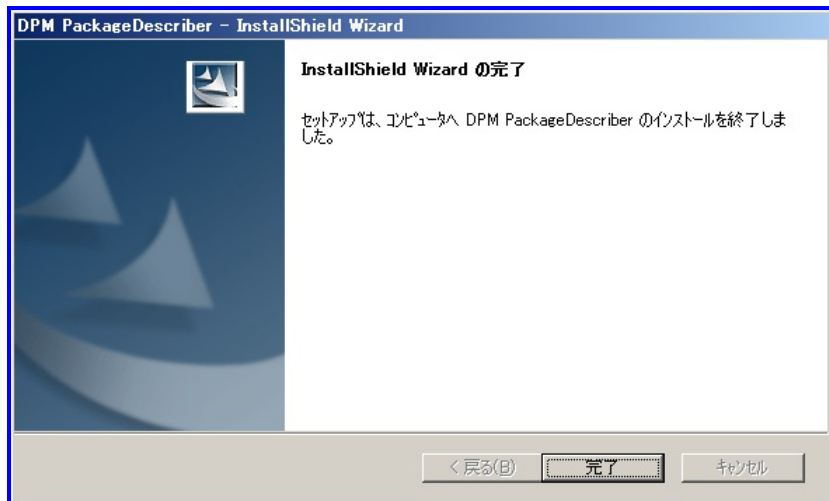 DPM PackageDescriber - InstallShield Wizard
InstallShield Wizard の完了
セットアップは、コンピュータへ DPM PackageDescriber のインストールを終了しま
した。
< 戻る(B)
完了
キャンセル